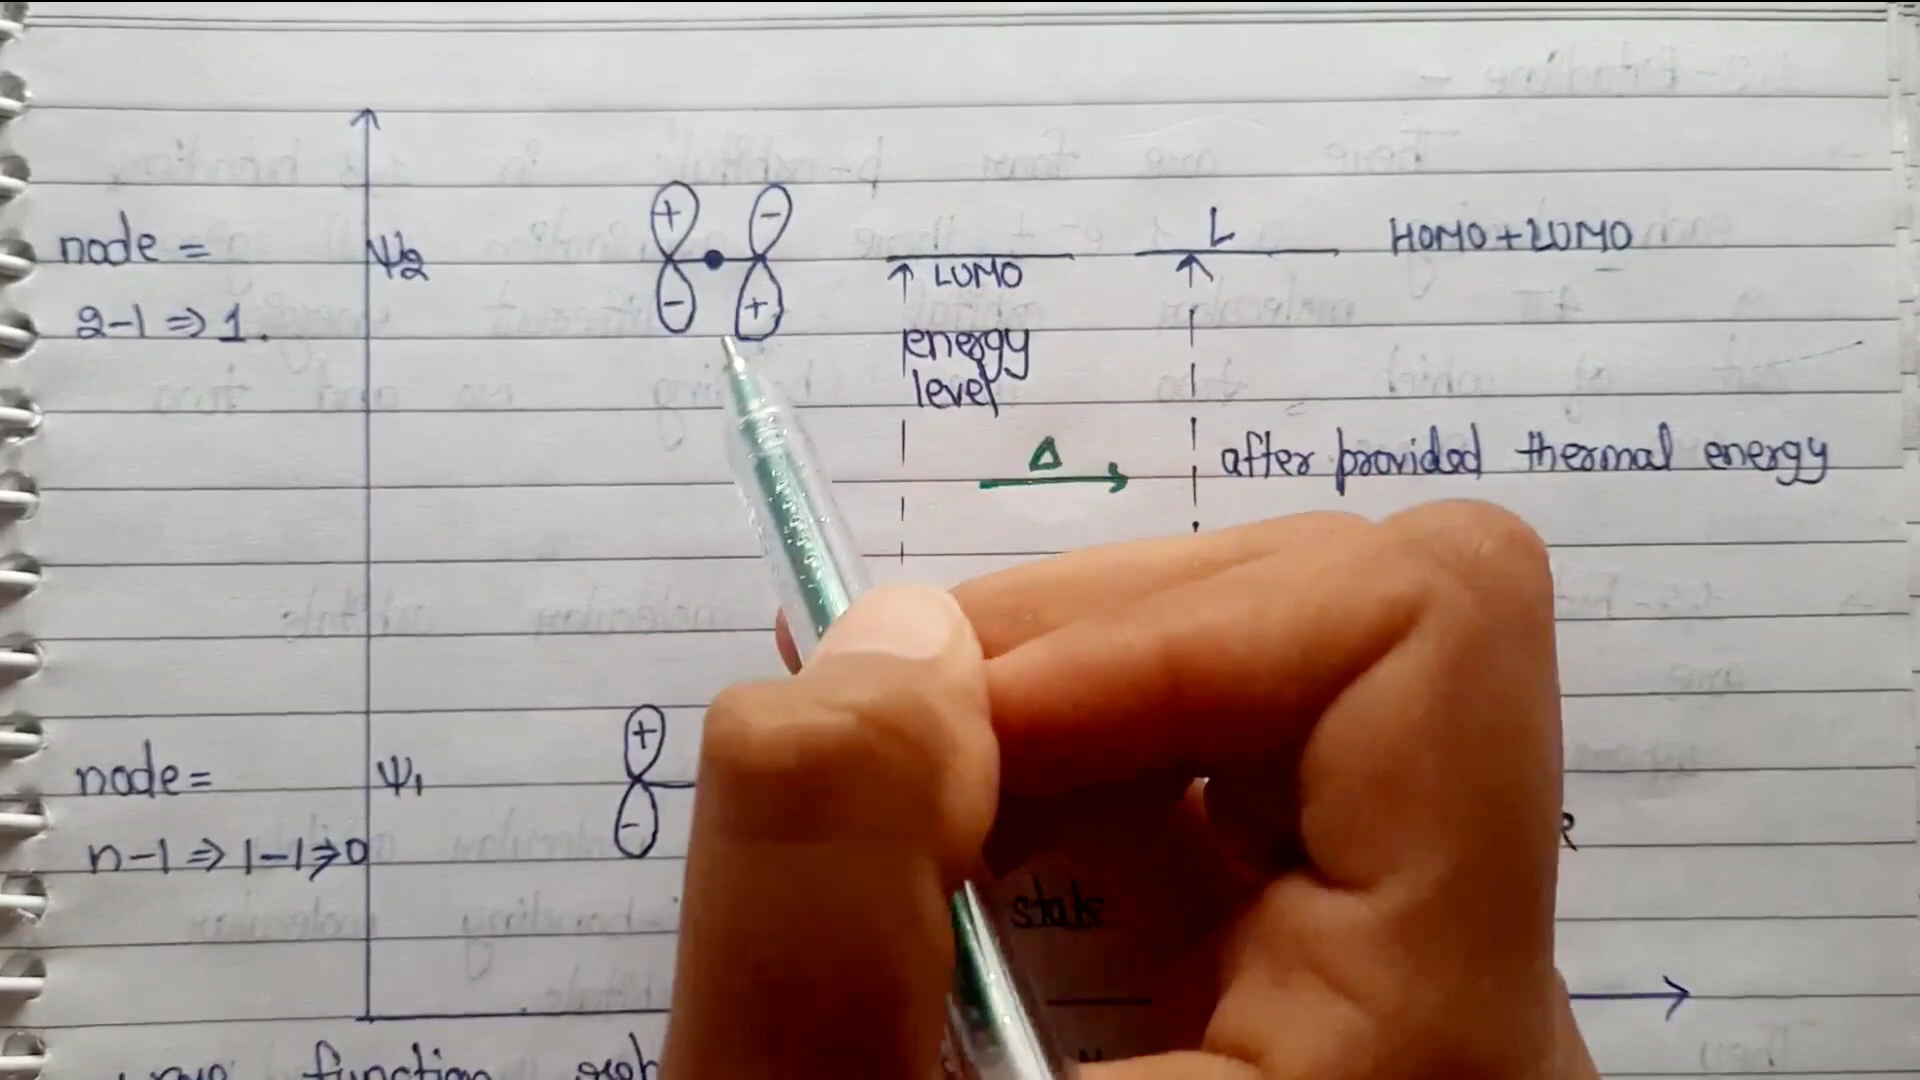 node =
2-1 ⇒ 1.
Ψ2
+ -
- +
LUMO
energy
level
L
HOMO+LUMO
Δ
after provided thermal energy
node=
n-1 ⇒ 1-1⇒0
Ψ1
+
-
state
function